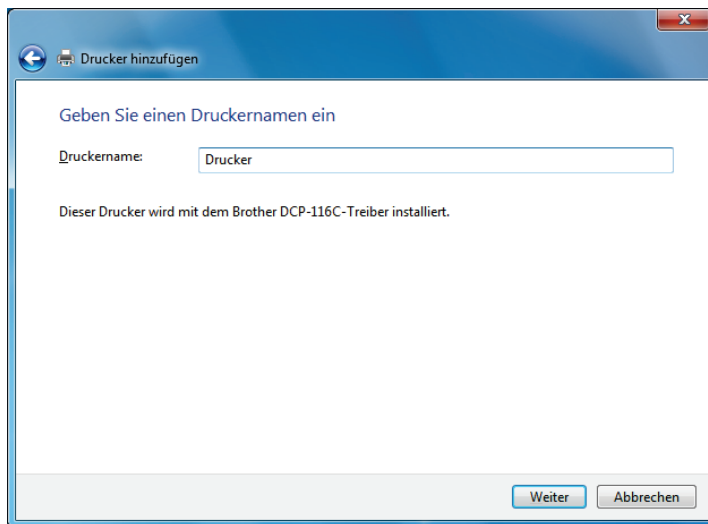 Drucker hinzufügen
Geben Sie einen Druckernamen ein
Druckername: Drucker
Dieser Drucker wird mit dem Brother DCP-116C-Treiber installiert.
Weiter Abbrechen